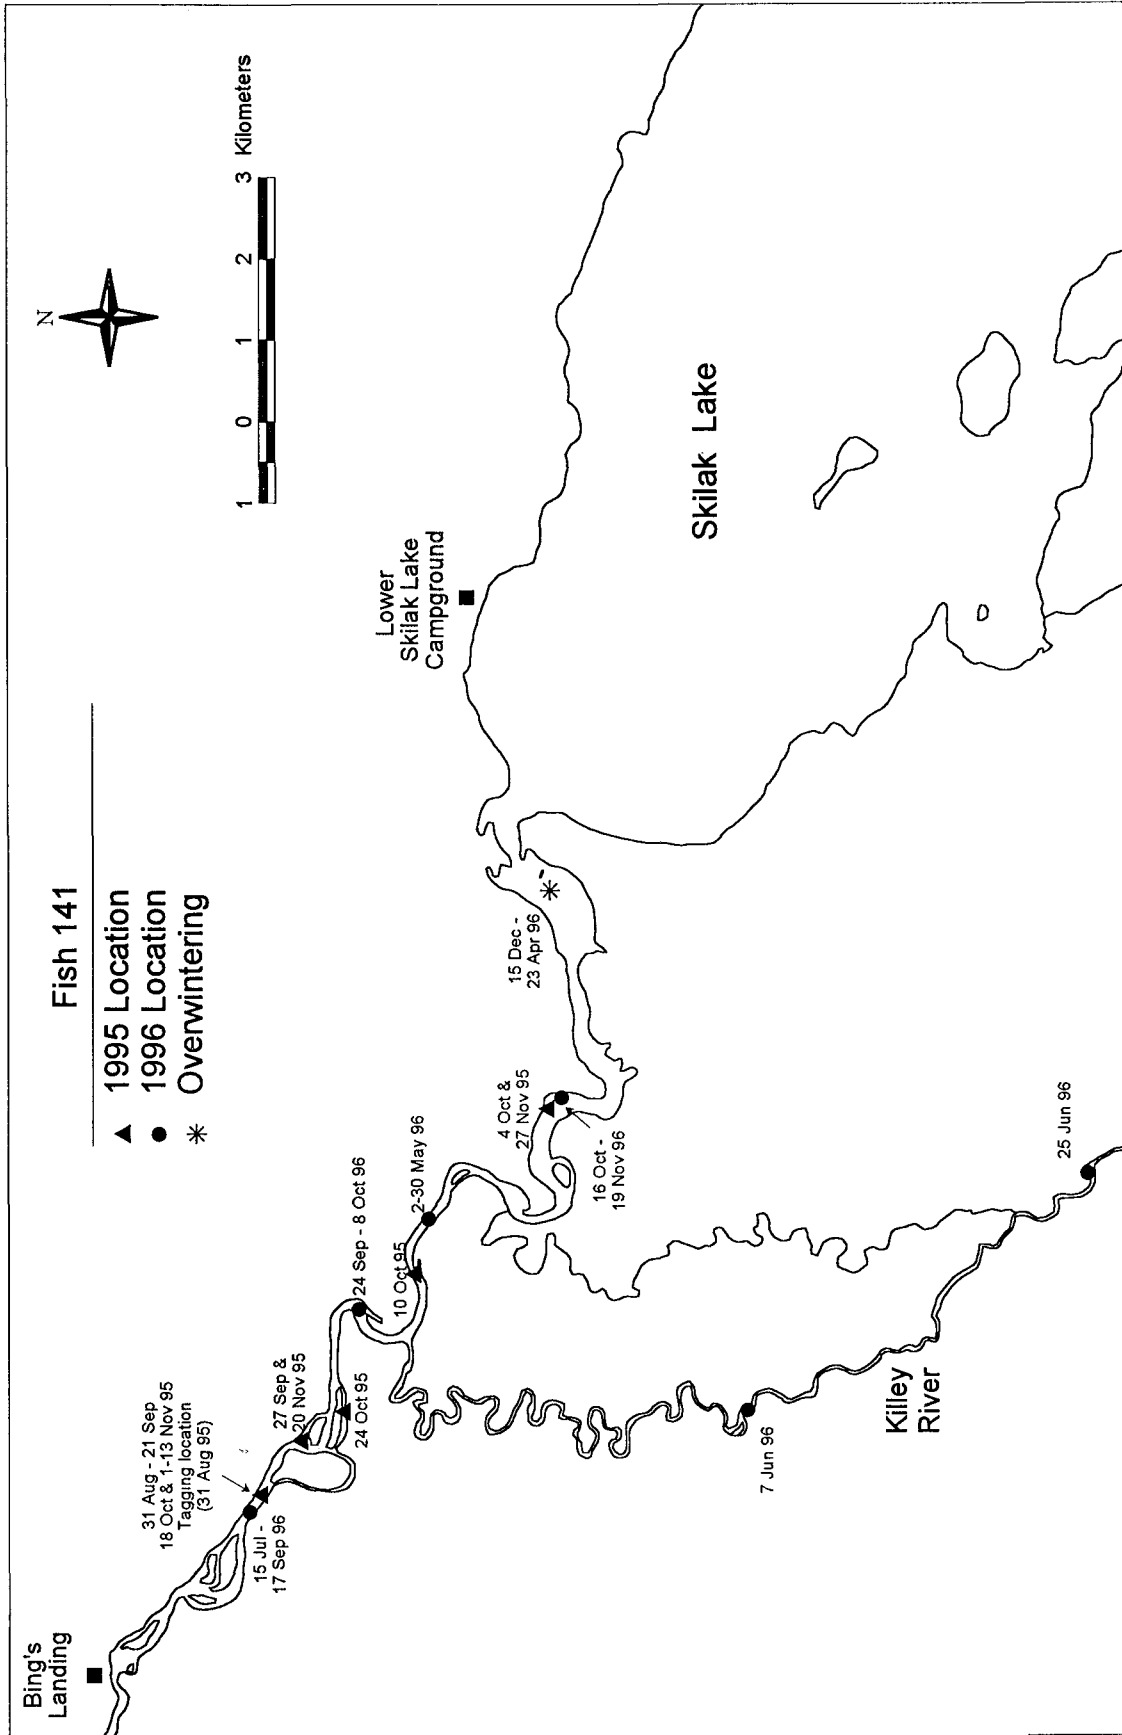 Fish 141
1995 Location
1996 Location
Overwintering
N
1 0 1 2 3 Kilometers
Bing's
Landing
Lower
Skilak Lake
Campground
Skilak Lake
Killey
River
31 Aug - 21 Sep
18 Oct & 1-13 Nov 95
Tagging location
(31 Aug 95)
15 Jul -
17 Sep 96
27 Sep &
20 Nov 95
24 Oct 95
24 Sep - 8 Oct 96
10 Oct 95
2-30 May 96
4 Oct &
27 Nov 95
16 Oct -
19 Nov 96
15 Dec -
23 Apr 96
7 Jun 96
25 Jun 96